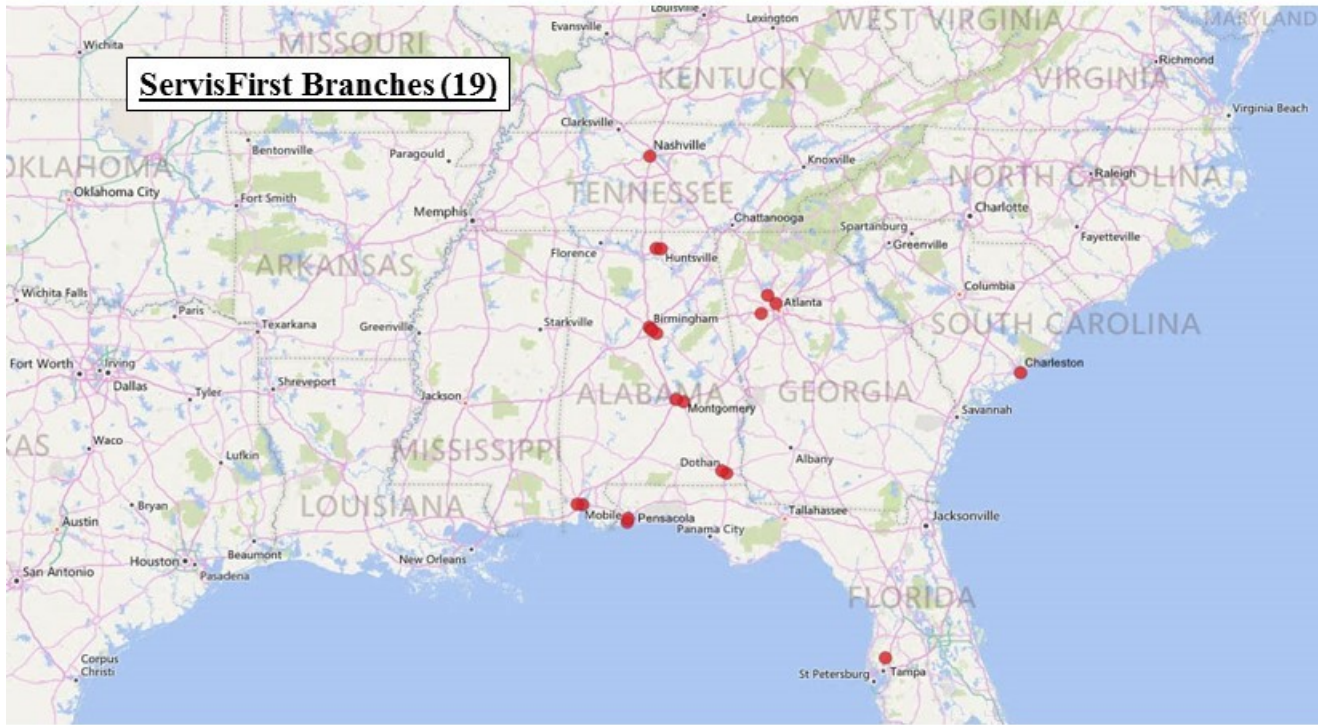 Louisville
Lexington
WEST VIRGINIA
MARYLAND
Evansville
Wichita
MISSOURI
Richmond
KENTUCKY
VIRGINIA
ServisFirst Branches (19)
Virginia Beach
Clarksville
Nashville
Bentonville
Paragould
Knoxville
OKLAHOMA
Raleigh
NORTH CAROLINA
Oklahoma City
Fort Smith
TENNESSEE
Memphis
Charlotte
Chattanooga
Spartanburg
Fayetteville
Florence
Greenville
Huntsville
ARKANSAS
Columbia
Wichita Falls
Atlanta
Paris
Birmingham
Texarkana
Greenville
Starkville
SOUTH CAROLINA
Fort Worth
Irving
Charleston
Dallas
Shreveport
Tyler
Jackson
ALABAMA
GEORGIA
Montgomery
Savannah
Waco
XAS
MISSISSIPPI
Lufkin
Dothan
Albany
Bryan
LOUISIANA
Mobile
Pensacola
Tallahassee
Jacksonville
Austin
Panama City
Beaumont
Houston
New Orleans
Pasadena
San Antonio
FLORIDA
Corpus
Christi
St Petersburg
Tampa